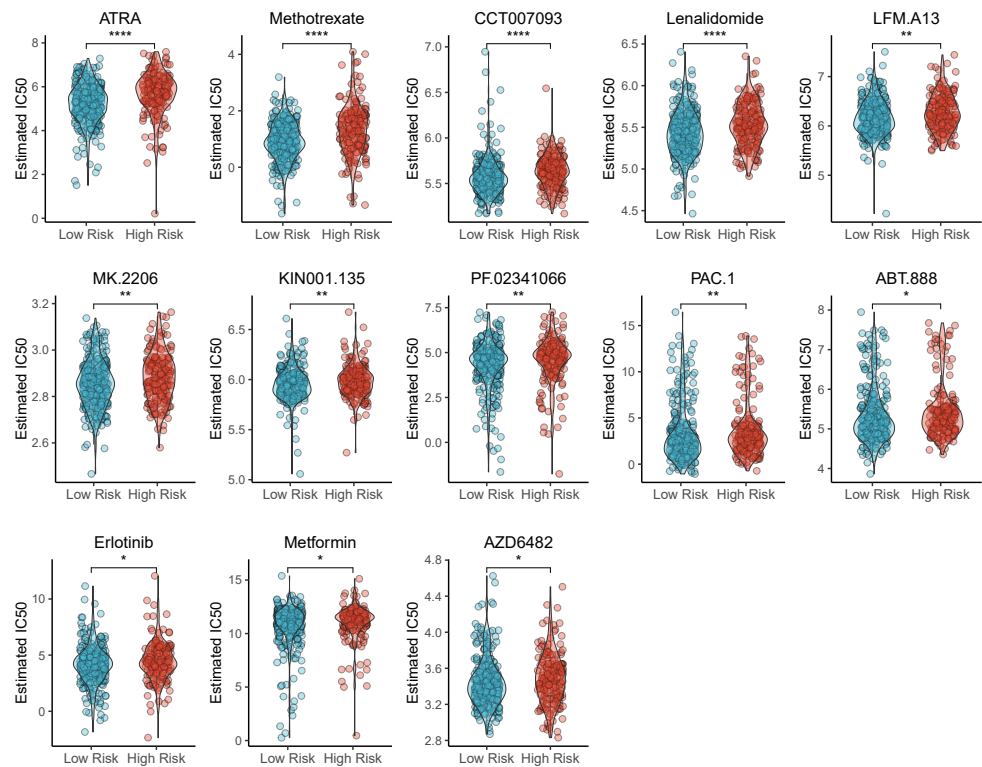 ATRA
****
Estimated IC50
8
6
4
2
0
Low Risk High Risk
Methotrexate
****
Estimated IC50
4
2
0
Low Risk High Risk
CCT007093
****
Estimated IC50
7.0
6.5
6.0
5.5
Low Risk High Risk
Lenalidomide
****
Estimated IC50
6.5
6.0
5.5
5.0
4.5
Low Risk High Risk
LFM.A13
**
Estimated IC50
7
6
5
Low Risk High Risk
MK.2206
**
Estimated IC50
3.2
3.0
2.8
2.6
Low Risk High Risk
KIN001.135
**
Estimated IC50
6.5
6.0
5.5
5.0
Low Risk High Risk
PF.02341066
**
Estimated IC50
7.5
5.0
2.5
0.0
Low Risk High Risk
PAC.1
**
Estimated IC50
15
10
5
0
Low Risk High Risk
ABT.888
*
Estimated IC50
8
7
6
5
4
Low Risk High Risk
Erlotinib
*
Estimated IC50
10
5
0
Low Risk High Risk
Metformin
*
Estimated IC50
15
10
5
0
Low Risk High Risk
AZD6482
*
Estimated IC50
4.8
4.4
4.0
3.6
3.2
2.8
Low Risk High Risk